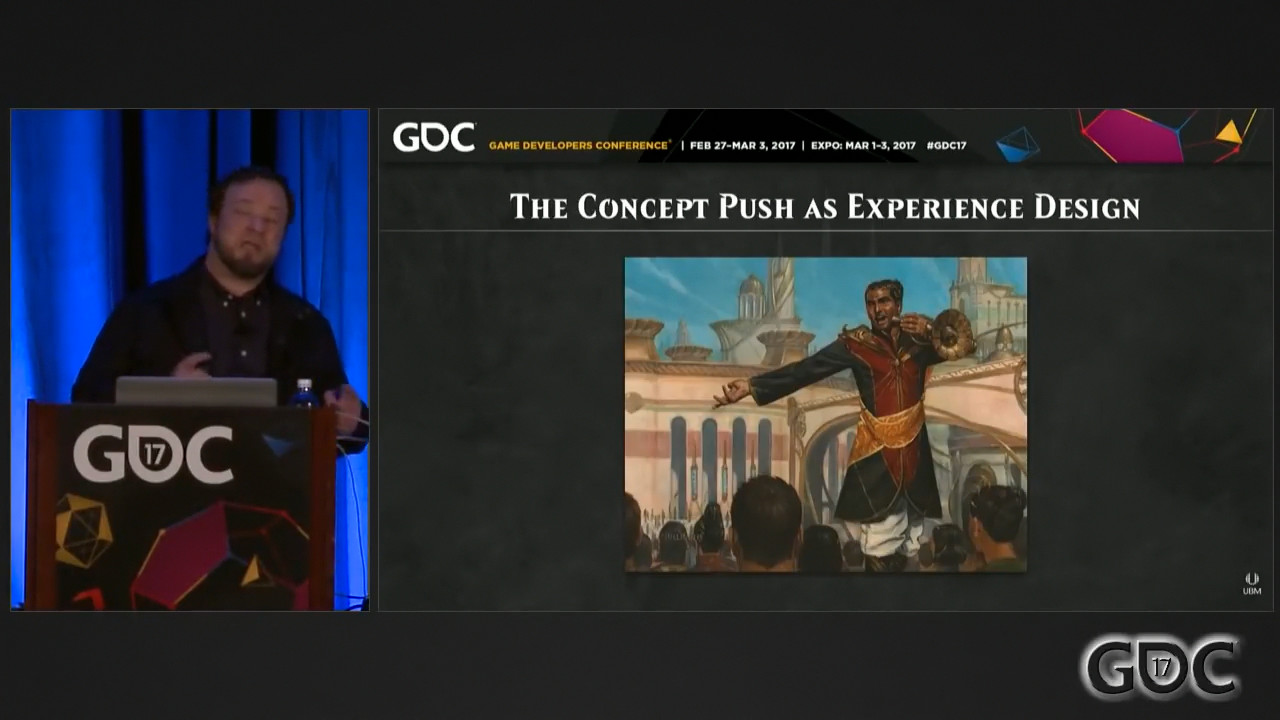 GDC
GAME DEVELOPERS CONFERENCE® | FEB 27–MAR 3, 2017 | EXPO: MAR 1–3, 2017 #GDC17
THE CONCEPT PUSH AS EXPERIENCE DESIGN
GDC
17
UBM
GDC
17